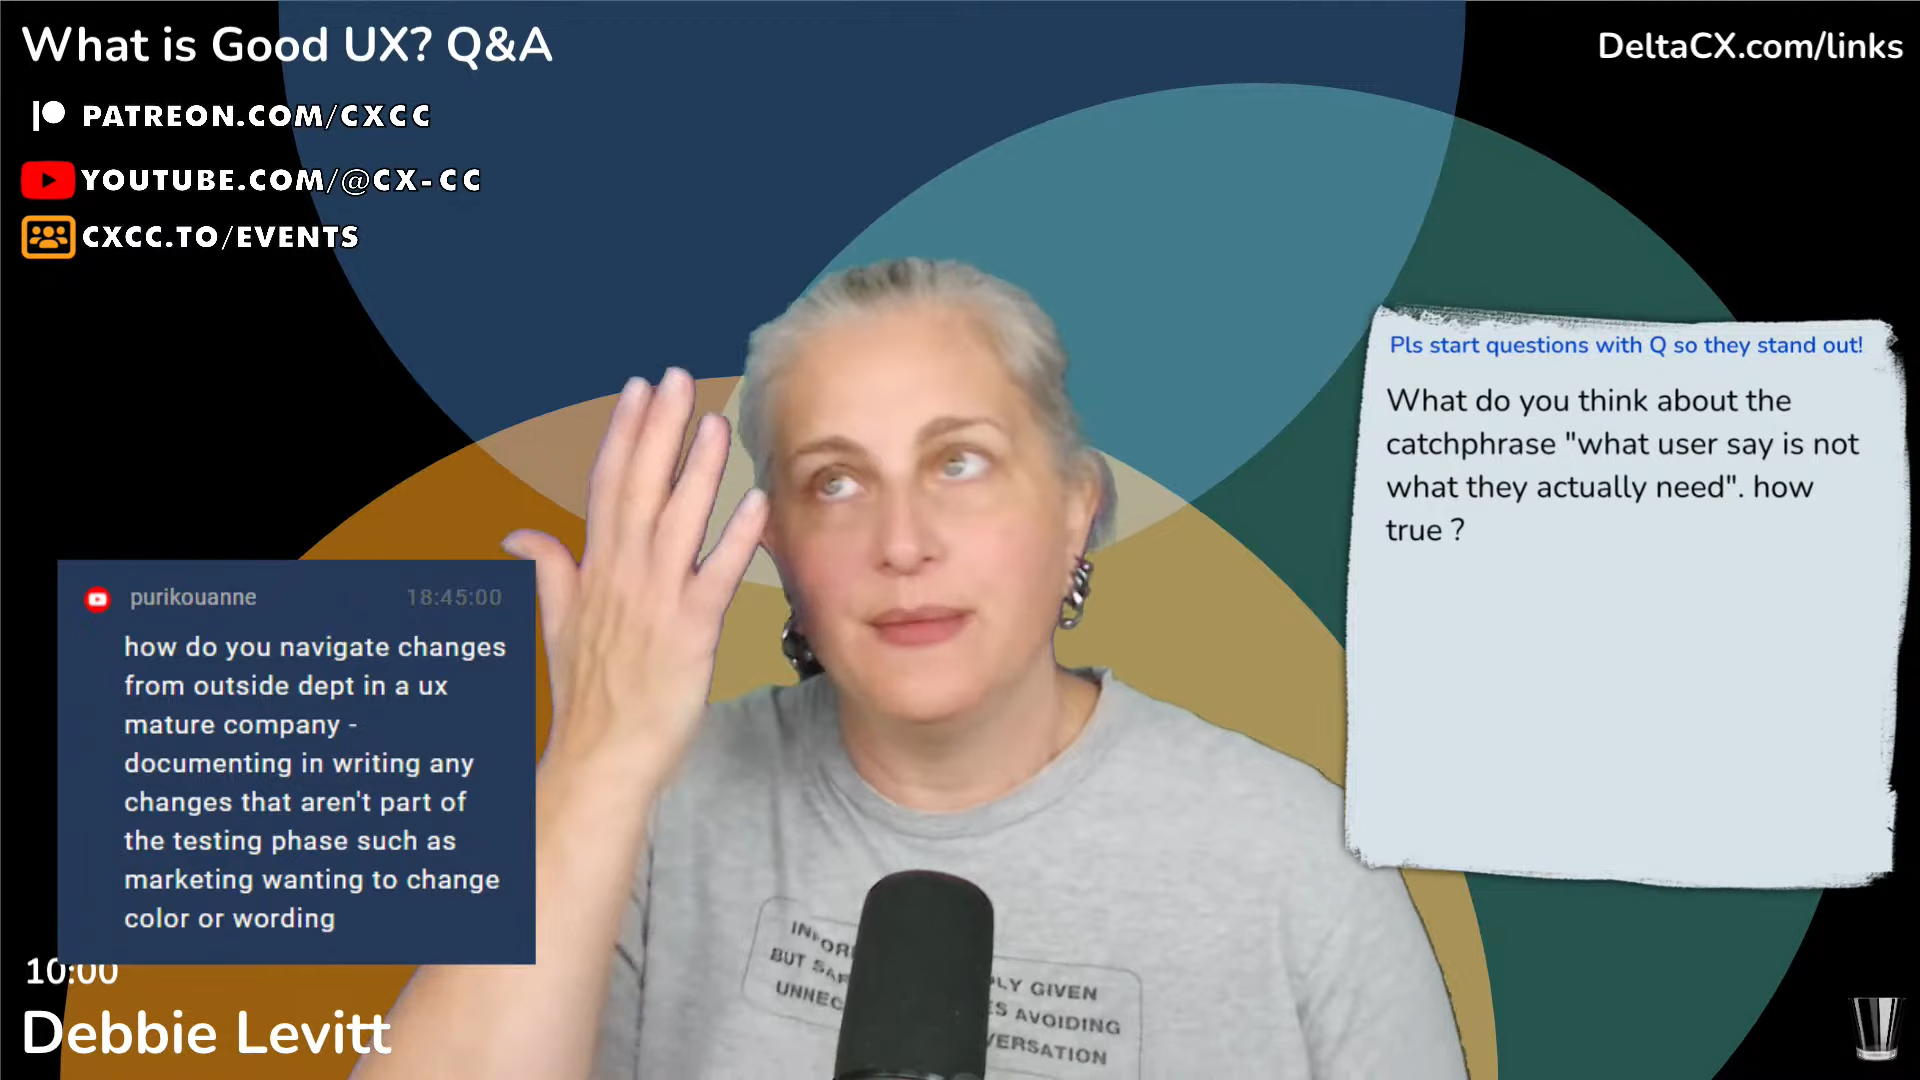 What is Good UX? Q&A
DeltaCX.com/links
PATREON.COM/CXCC
YOUTUBE.COM/@CX-CC
CXCC.TO/EVENTS
Pls start questions with Q so they stand out!
What do you think about the
catchphrase "what user say is not
what they actually need". how
true ?
purikouanne 18:45:00
how do you navigate changes
from outside dept in a ux
mature company -
documenting in writing any
changes that aren't part of
the testing phase such as
marketing wanting to change
color or wording
10:00
Debbie Levitt
GIVEN
BUT
AVOIDING